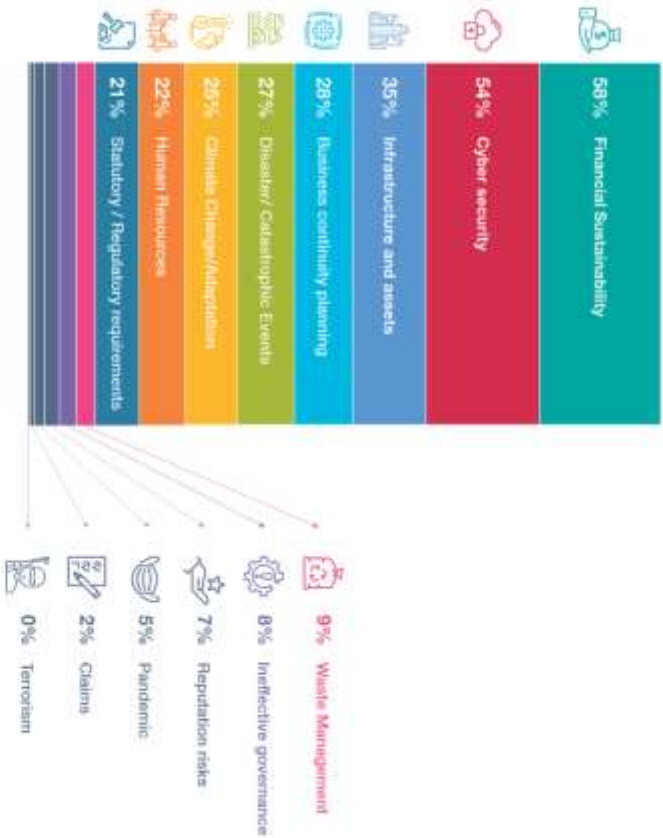 58% Financial Sustainability
54% Cyber security
35% Infrastructure and assets
28% Business continuity planning
27% Disaster/ Catastrophic Events
25% Climate Change/Adaptation
22% Human Resources
21% Statutory / Regulatory requirements
9% Waste Management
8% Ineffective governance
7% Reputation risks
5% Pandemic
2% Claims
0% Terrorism